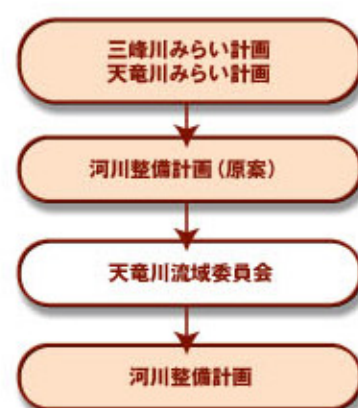 三峰川みらい計画
天竜川みらい計画
河川整備計画（原案）
天竜川流域委員会
河川整備計画